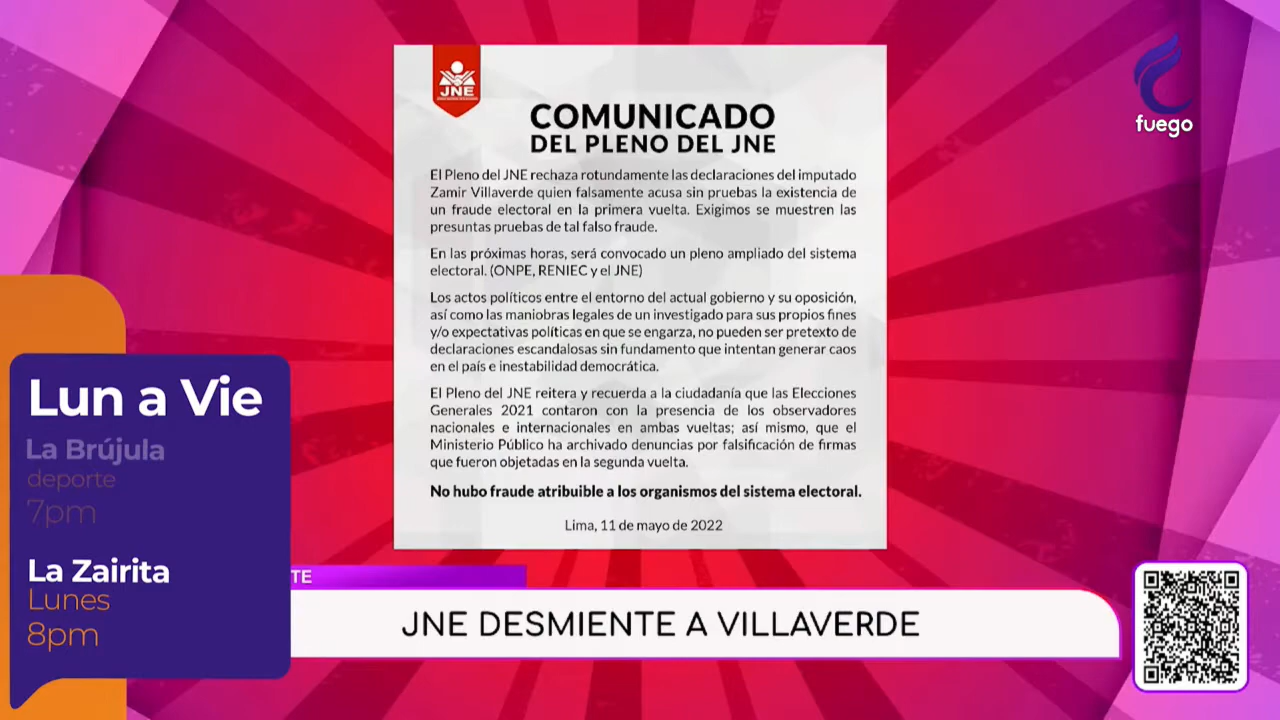 JNE
COMUNICADO
DEL PLENO DEL JNE
El Pleno del JNE rechaza rotundamente las declaraciones del imputado
Zamir Villaverde quien falsamente acusa sin pruebas la existencia de
un fraude electoral en la primera vuelta. Exigimos se muestren las
presuntas pruebas de tal falso fraude.
En las próximas horas, será convocado un pleno ampliado del sistema
electoral. (ONPE, RENIEC y el JNE)
Los actos políticos entre el entorno del actual gobierno y su oposición,
así como las maniobras legales de un investigado para sus propios fines
y/o expectativas políticas en que se engarza, no pueden ser pretexto de
declaraciones escandalosas sin fundamento que intentan generar caos
en el país e inestabilidad democrática.
El Pleno del JNE reitera y recuerda a la ciudadanía que las Elecciones
Generales 2021 contaron con la presencia de los observadores
nacionales e internacionales en ambas vueltas; así mismo, que el
Ministerio Público ha archivado denuncias por falsificación de firmas
que fueron objetadas en la segunda vuelta.
No hubo fraude atribuible a los organismos del sistema electoral.
Lima, 11 de mayo de 2022
fuego
Lun a Vie
La Brújula
deporte
7pm
La Zairita
Lunes
8pm
TE
JNE DESMIENTE A VILLAVERDE